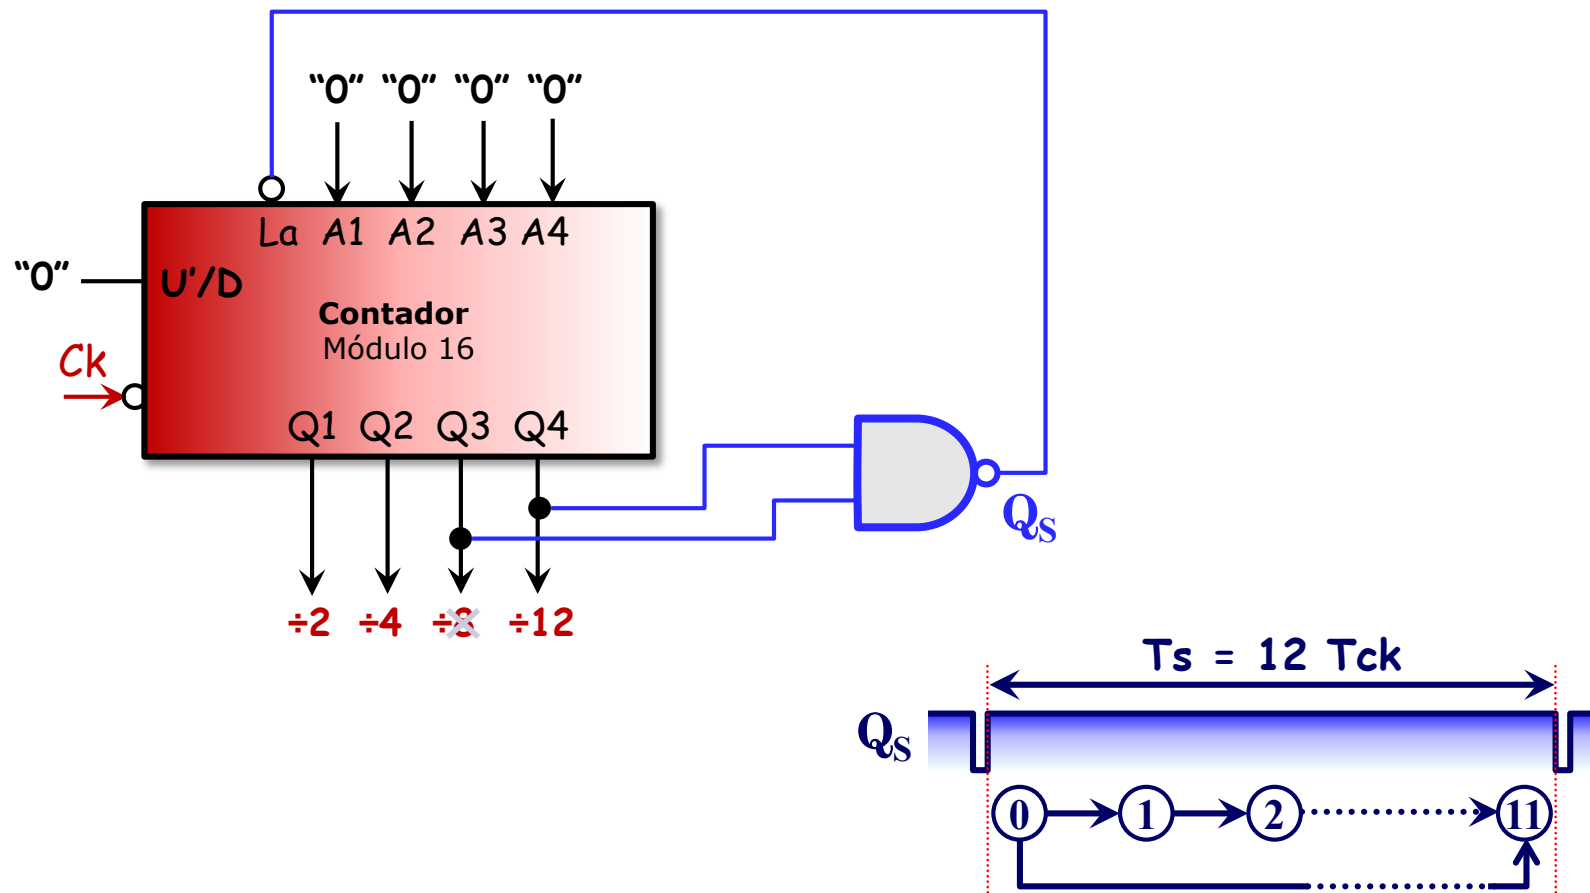 “0” “0” “0” “0”
La A1 A2 A3 A4
“0”
U'/D
Contador
Módulo 16
Ck
Q1 Q2 Q3 Q4
QS
÷2 ÷4 ÷8 ÷12
Ts = 12 Tck
QS
0 1 2 11